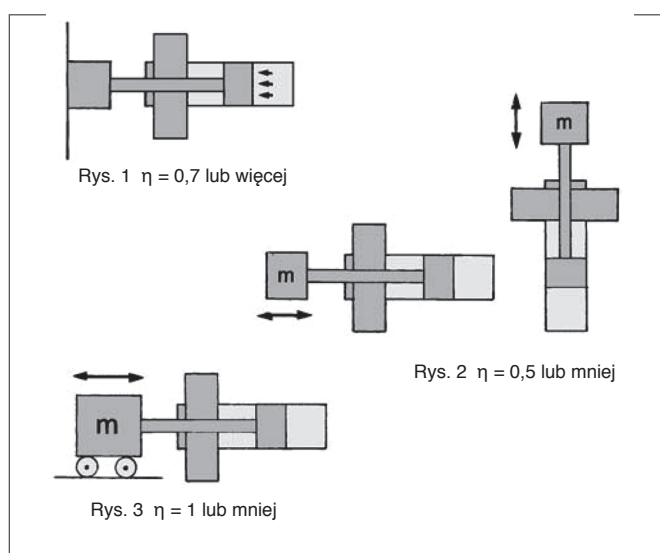 Rys. 1 η = 0,7 lub więcej
m
m
Rys. 2 η = 0,5 lub mniej
m
Rys. 3 η = 1 lub mniej